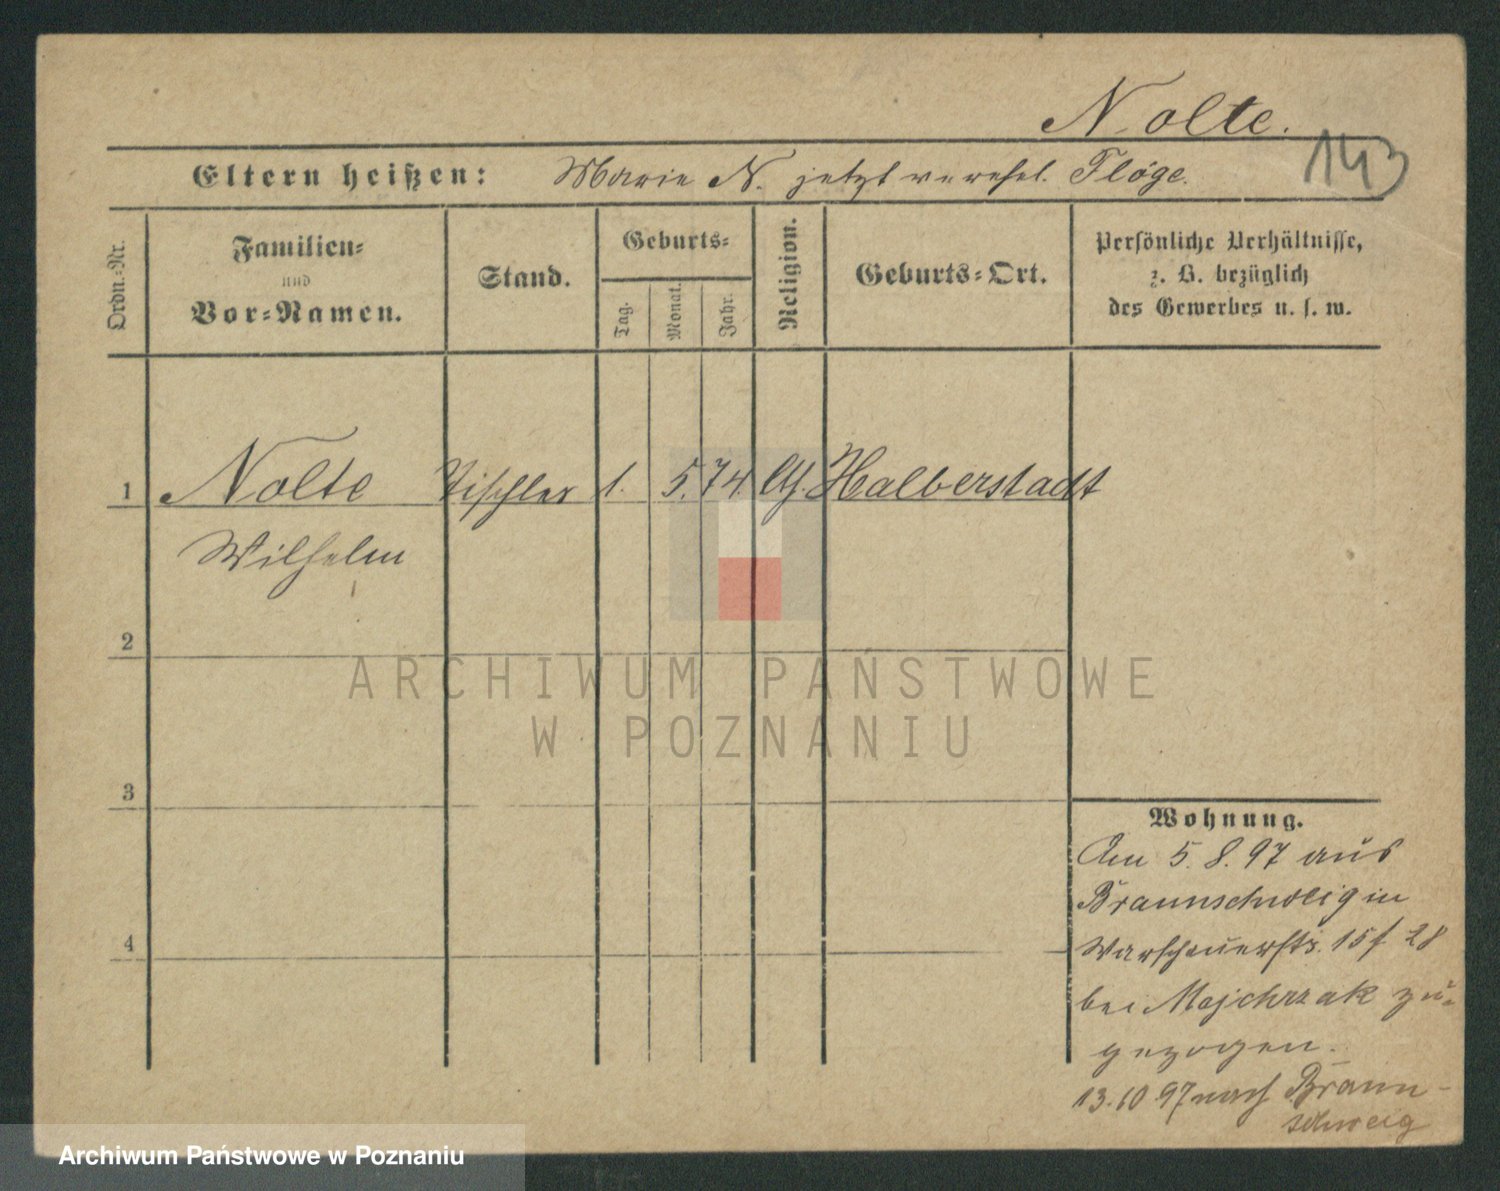 Nolte.
143
Eltern heißen: Marie N. jetzt verehel. Flöge.
Ordn.-Nr.
Familien-
und
Vor-Namen.
Stand.
Geburts-
Tag.
Monat.
Jahr.
Religion.
Geburts-Ort.
Persönliche Verhältnisse,
z. B. bezüglich
des Gewerbes u. s. w.
1 Nolte Tischler 1. 5. 74. Halberstadt
Wilhelm
2
3
4
Wohnung.
Am 5. 8. 97 aus
Braunschweig in
Warschauerstr. 15 28
bei Majchrzak zu-
gezogen.
13. 10 97 nach Braun-
schweig
ARCHIWUM PAŃSTWOWE
W POZNANIU
Archiwum Państwowe w Poznaniu